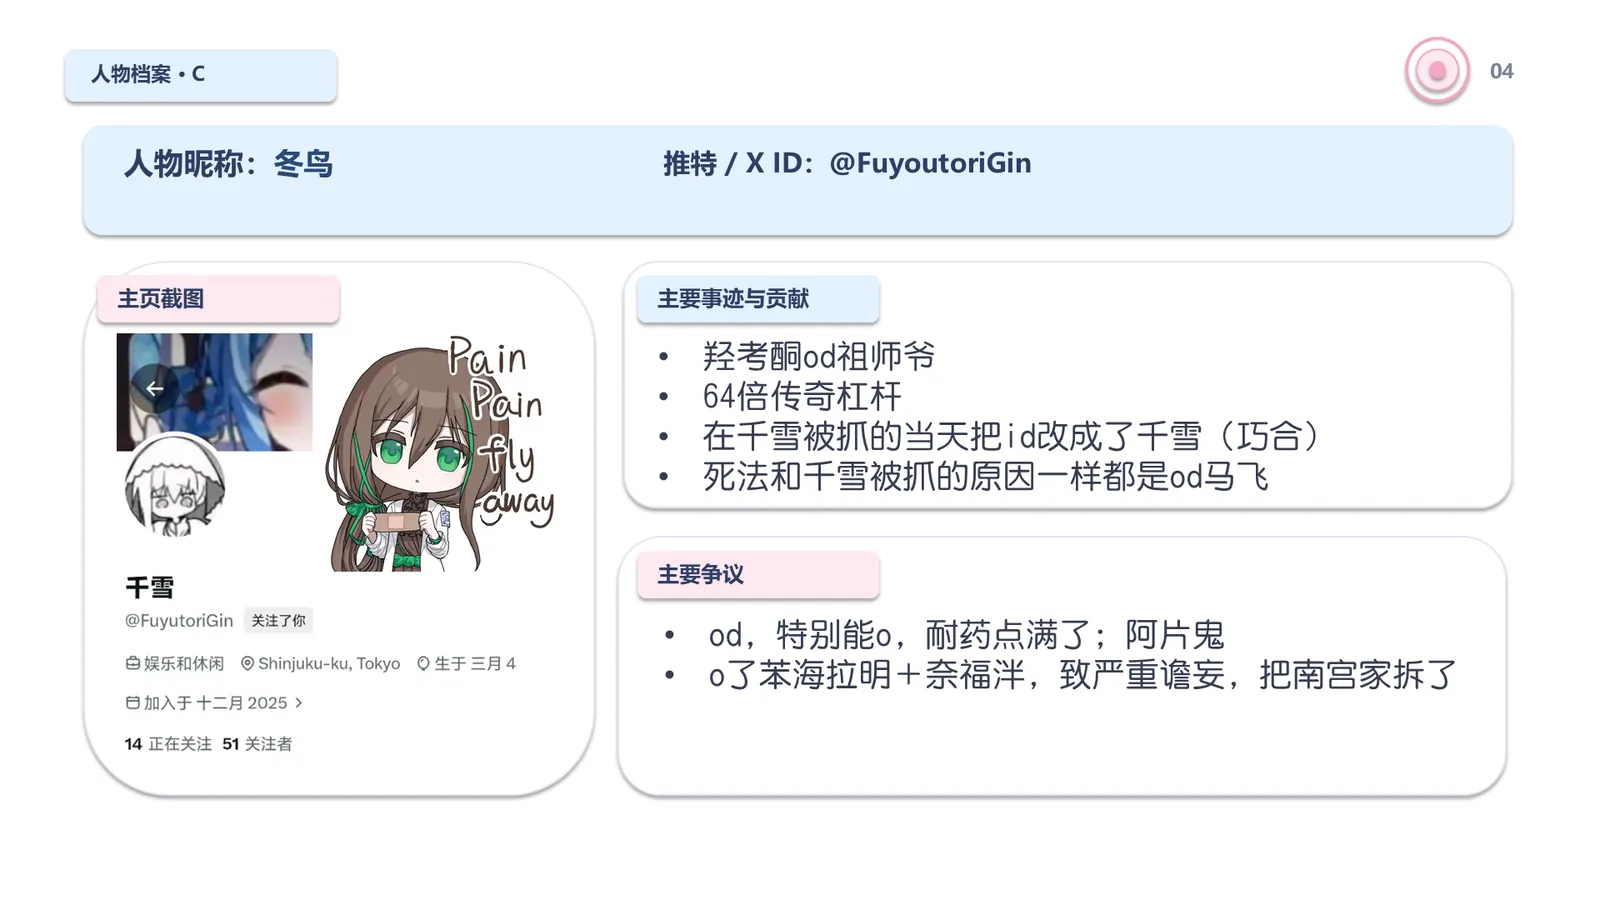 人物档案·C
04
人物昵称：冬鸟
推特 / X ID：@FuyoutoriGin
主页截图
Pain
Pain
fly
away
千雪
@FuyutoriGin 关注了你
娱乐和休闲 Shinjuku-ku, Tokyo 生于 三月 4
加入于 十二月 2025
14 正在关注 51 关注者
主要事迹与贡献
• 羟考酮od祖师爷
• 64倍传奇杠杆
• 在千雪被抓的当天把id改成了千雪（巧合）
• 死法和千雪被抓的原因一样都是od马飞
主要争议
• od，特别能o，耐药点满了；阿片鬼
• o了苯海拉明＋奈福泮，致严重谵妄，把南宫家拆了